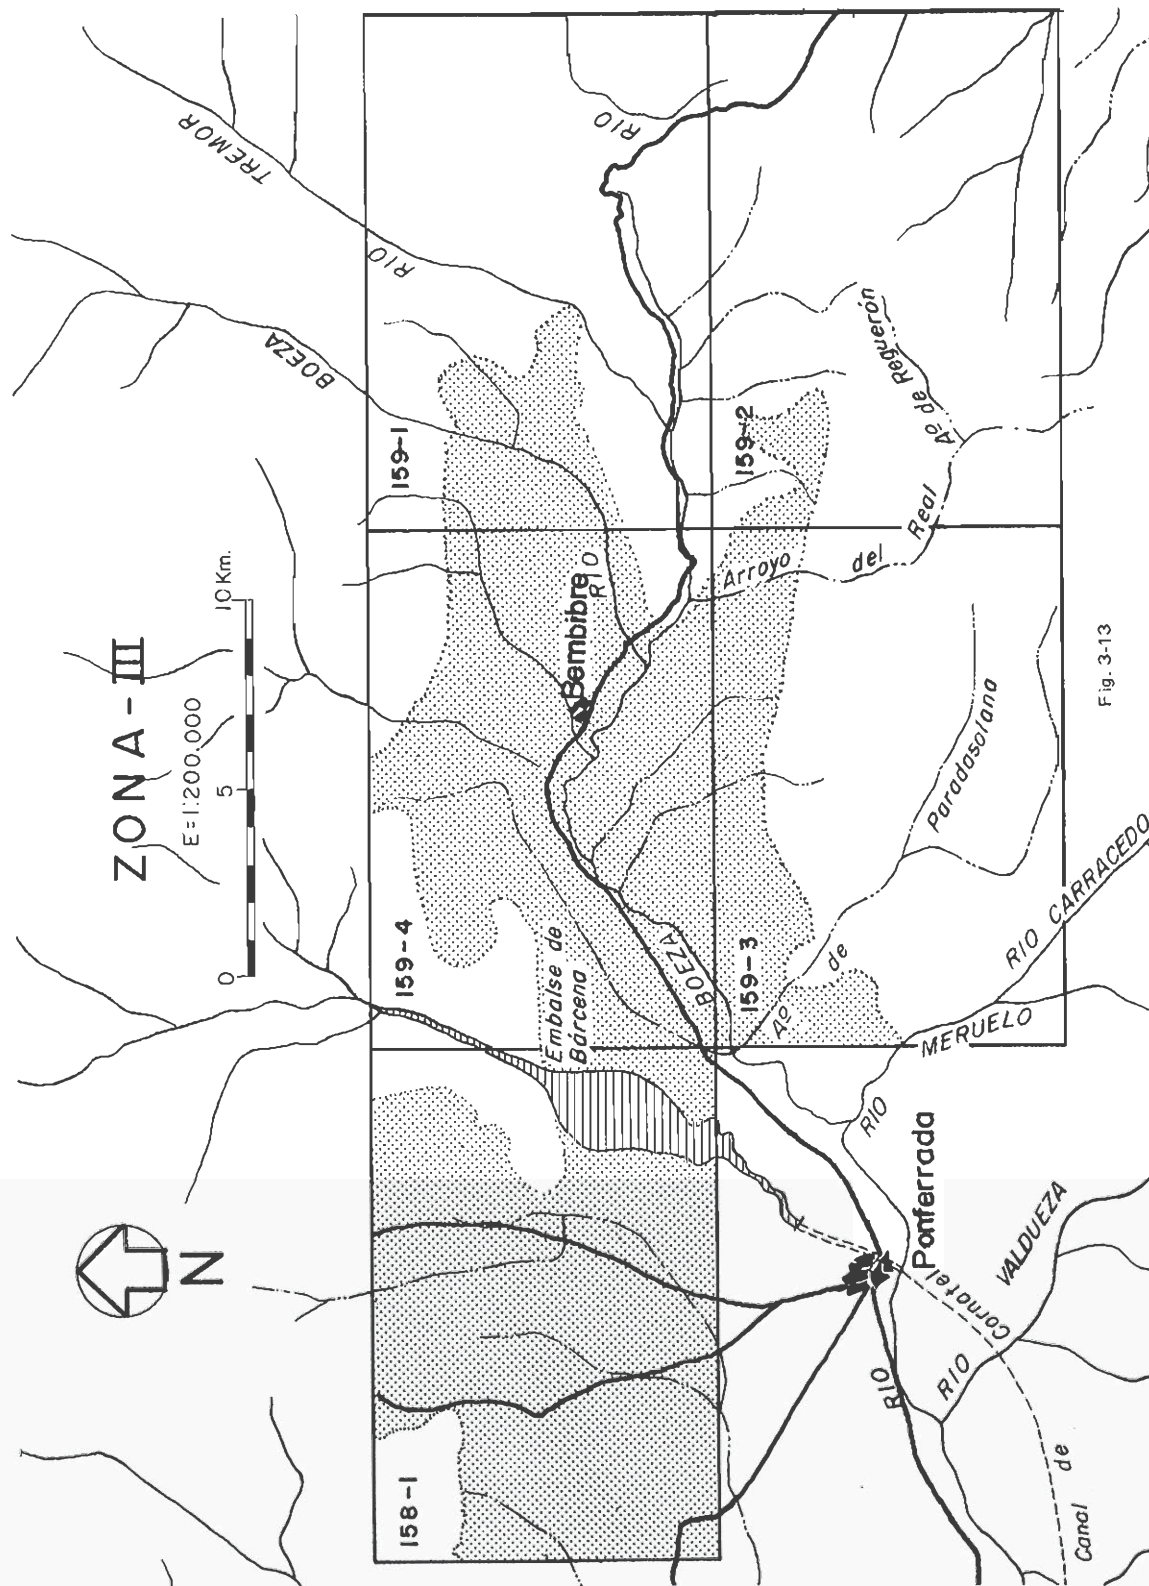 ZONA-III
E=1:200.000
0 5 10 Km.
N
RIO TREMOR
RIO BOEZA
RIO
159-1
159-4
159-2
159-3
158-1
Bembibre
RIO
BOEZA
Embalse de
Bárcena
Arroyo del Real
Aº de Reguerón
Aº de Paradasolana
RIO CARRACEDO
RIO MERUELO
Ponferrada
RIO VALDUEZA
RIO
Canal de Cornatel
Fig. 3-13